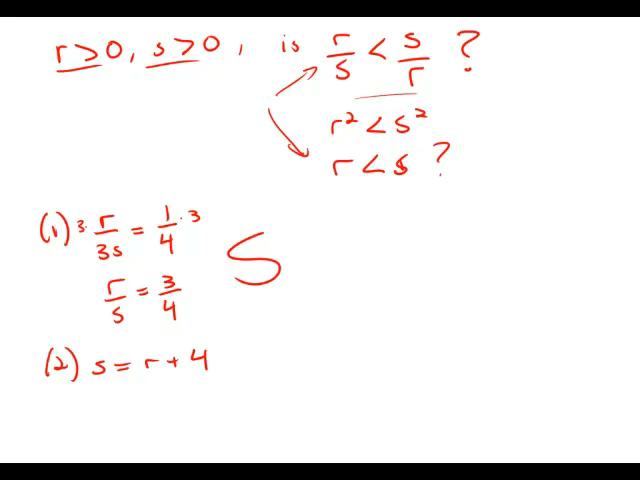 r > 0, s > 0, is r/s < s/r ?
r² < s²
r < s ?
(1) 3· r/3s = 1/4 · 3
S
r/s = 3/4
(2) s = r + 4